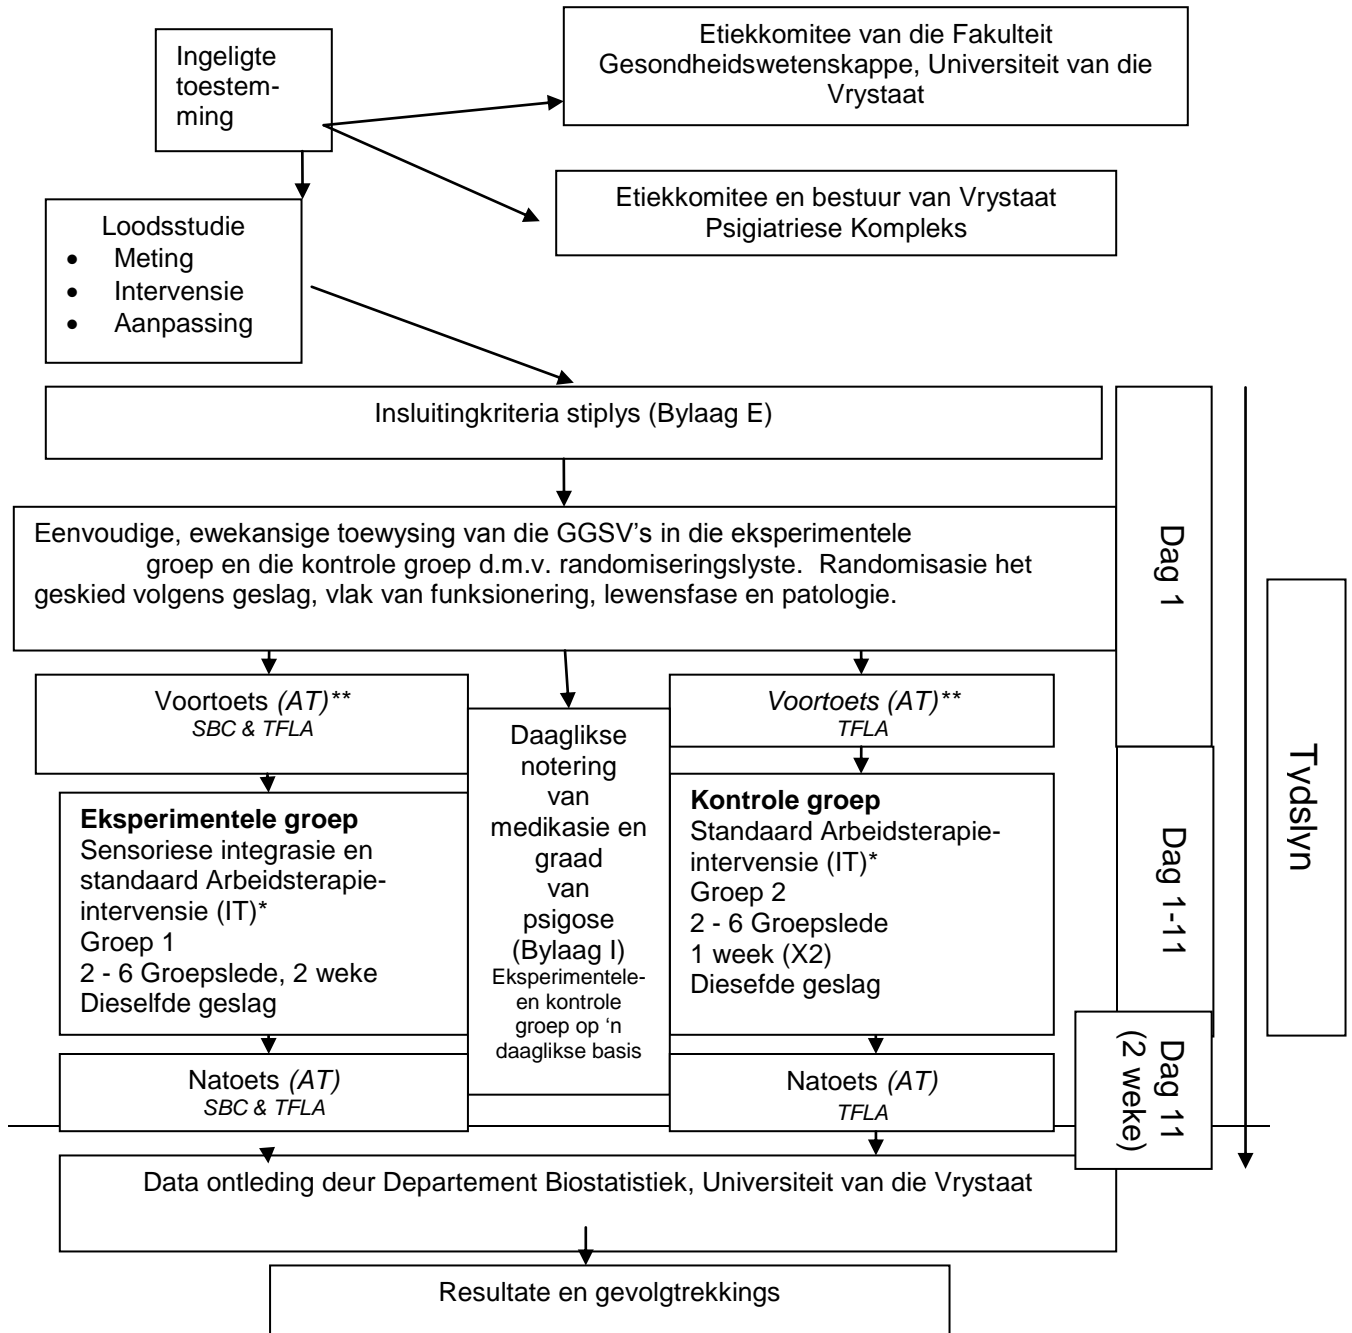 Ingeligte
toestem-
ming
Etiekkomitee van die Fakulteit
Gesondheidswetenskappe, Universiteit van die
Vrystaat
Etiekkomitee en bestuur van Vrystaat
Psigiatriese Kompleks
Loodsstudie
• Meting
• Intervensie
• Aanpassing
Insluitingkriteria stiplys (Bylaag E)
Eenvoudige, ewekansige toewysing van die GGSV’s in die eksperimentele
groep en die kontrole groep d.m.v. randomiseringslyste. Randomisasie het
geskied volgens geslag, vlak van funksionering, lewensfase en patologie.
Voortoets (AT)**
SBC & TFLA
Daaglikse
notering
van
medikasie en
graad
van
psigose
(Bylaag I)
Eksperimentele-
en kontrole
groep op ‘n
daaglikse basis
Voortoets (AT)**
TFLA
Eksperimentele groep
Sensoriese integrasie en
standaard Arbeidsterapie-
intervensie (IT)*
Groep 1
2 - 6 Groepslede, 2 weke
Dieselfde geslag
Kontrole groep
Standaard Arbeidsterapie-
intervensie (IT)*
Groep 2
2 - 6 Groepslede
1 week (X2)
Diesefde geslag
Natoets (AT)
SBC & TFLA
Natoets (AT)
TFLA
Data ontleding deur Departement Biostatistiek, Universiteit van die Vrystaat
Resultate en gevolgtrekkings
Dag 1
Dag 1-11
Dag 11
(2 weke)
Tydslyn